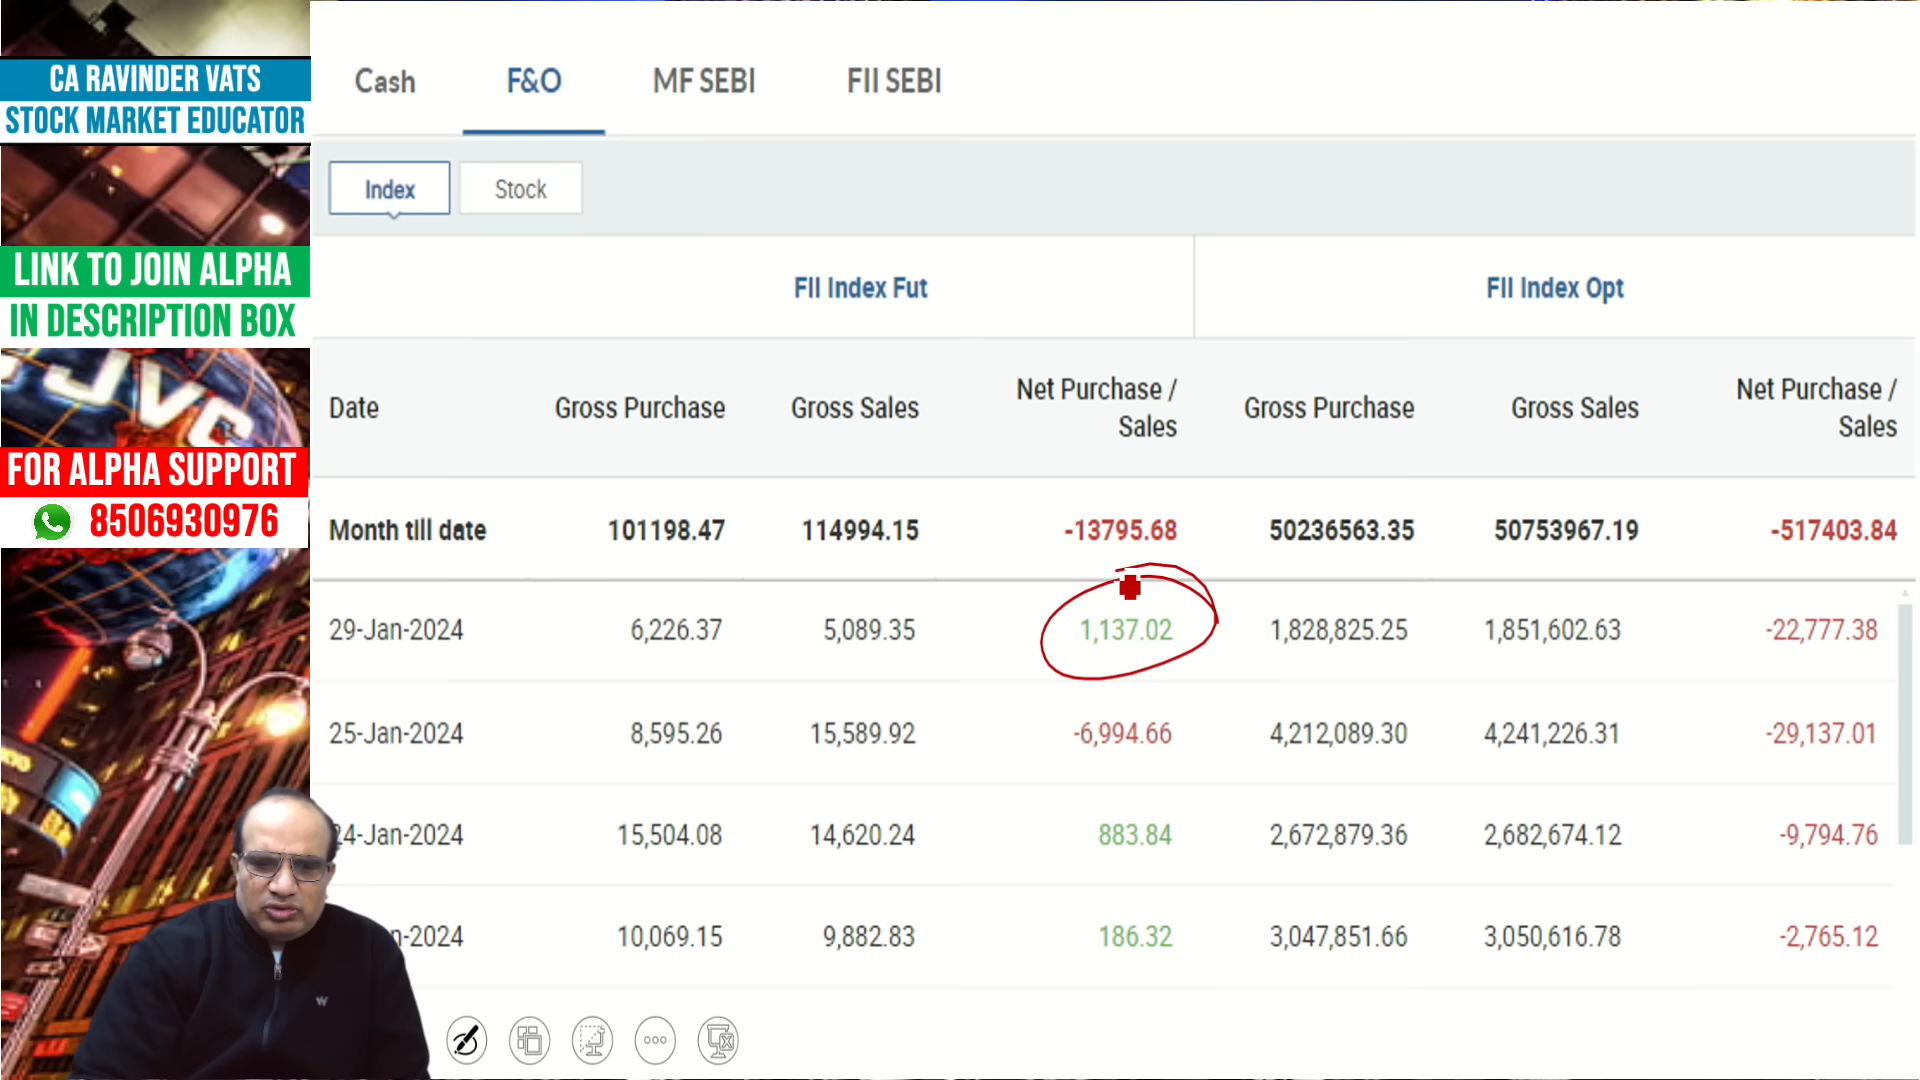 CA RAVINDER VATS
STOCK MARKET EDUCATOR
LINK TO JOIN ALPHA
IN DESCRIPTION BOX
JVC
FOR ALPHA SUPPORT
8506930976
Cash F&O MF SEBI FII SEBI
Index Stock
FII Index Fut FII Index Opt
Date Gross Purchase Gross Sales Net Purchase / Sales Gross Purchase Gross Sales Net Purchase / Sales
Month till date 101198.47 114994.15 -13795.68 50236563.35 50753967.19 -517403.84
29-Jan-2024 6,226.37 5,089.35 1,137.02 1,828,825.25 1,851,602.63 -22,777.38
25-Jan-2024 8,595.26 15,589.92 -6,994.66 4,212,089.30 4,241,226.31 -29,137.01
24-Jan-2024 15,504.08 14,620.24 883.84 2,672,879.36 2,682,674.12 -9,794.76
n-2024 10,069.15 9,882.83 186.32 3,047,851.66 3,050,616.78 -2,765.12
W